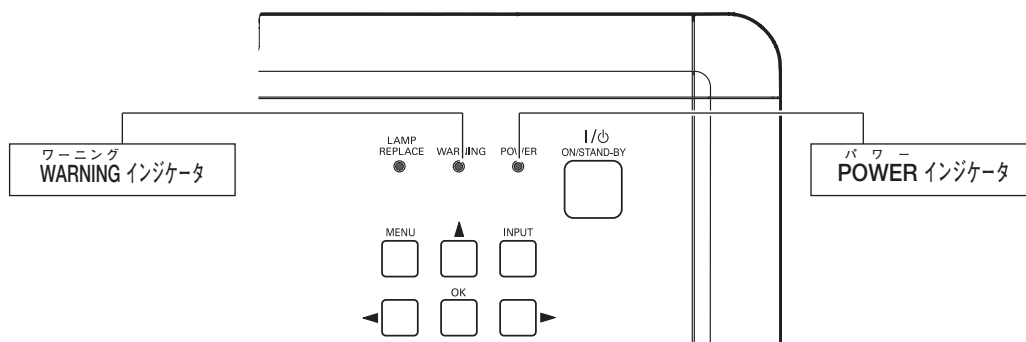 I/⏻
ON/STAND-BY
LAMP
REPLACE
WARNING
POWER
ワーニング
WARNING インジケータ
パワー
POWER インジケータ
MENU
▲
INPUT
OK
◀
▶